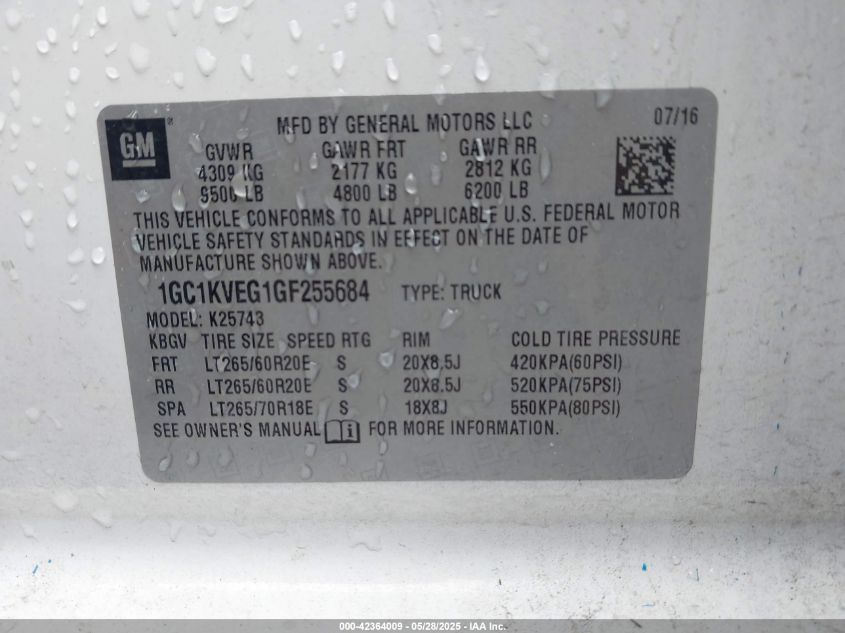 GM®
MFD BY GENERAL MOTORS LLC 07/16
GVWR GAWR FRT GAWR RR
4309 KG 2177 KG 2812 KG
9500 LB 4800 LB 6200 LB
THIS VEHICLE CONFORMS TO ALL APPLICABLE U.S. FEDERAL MOTOR
VEHICLE SAFETY STANDARDS IN EFFECT ON THE DATE OF
MANUFACTURE SHOWN ABOVE.
1GC1KVEG1GF255684 TYPE: TRUCK
MODEL: K25743
KBGV TIRE SIZE SPEED RTG RIM COLD TIRE PRESSURE
FRT LT265/60R20E S 20X8.5J 420KPA(60PSI)
RR LT265/60R20E S 20X8.5J 520KPA(75PSI)
SPA LT265/70R18E S 18X8J 550KPA(80PSI)
SEE OWNER'S MANUAL FOR MORE INFORMATION.
000-42364009 — 05/28/2025 — IAA Inc.